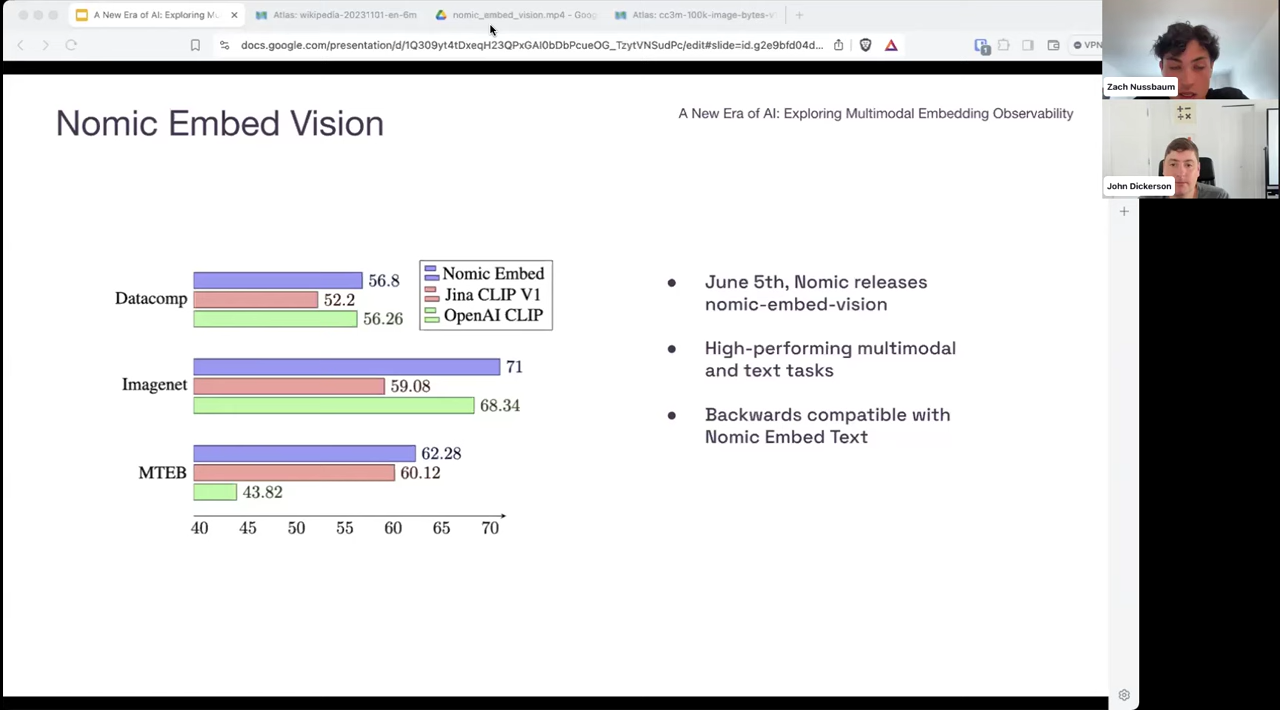 A New Era of AI: Exploring Mu
Atlas: wikipedia-20231101-en-6m
nomic_embed_vision.mp4 - Goog
Atlas: cc3m-100k-image-bytes-v
docs.google.com/presentation/d/1Q309yt4tDxeqH23QPxGAI0bDbPcueOG_TzytVNSudPc/edit#slide=id.g2e9bfd04d...
1
VPN
Zach Nussbaum
John Dickerson
Nomic Embed Vision
A New Era of AI: Exploring Multimodal Embedding Observability
Nomic Embed
Jina CLIP V1
OpenAI CLIP
Datacomp
56.8
52.2
56.26
Imagenet
71
59.08
68.34
MTEB
62.28
60.12
43.82
40 45 50 55 60 65 70
● June 5th, Nomic releases
nomic-embed-vision
● High-performing multimodal
and text tasks
● Backwards compatible with
Nomic Embed Text